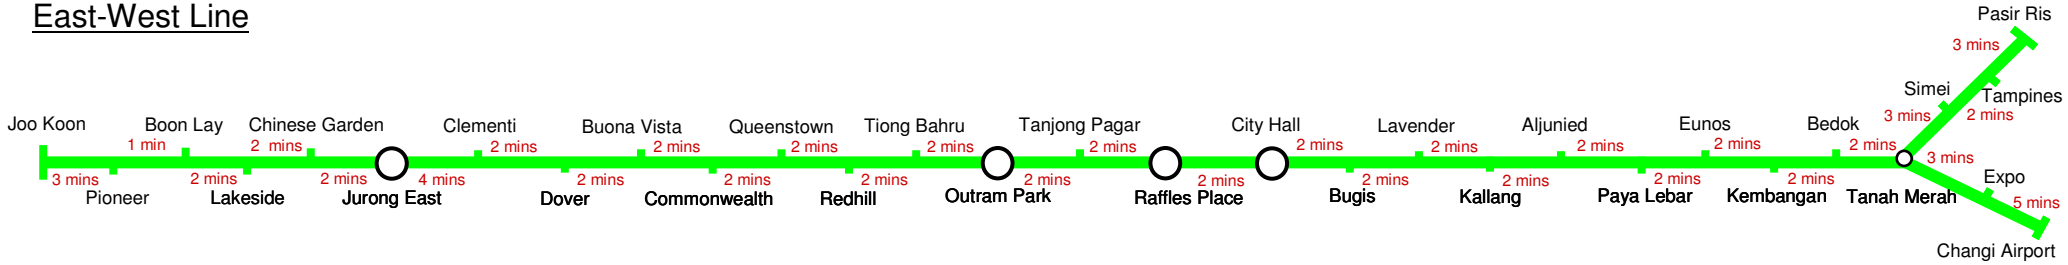 East-West Line
Pasir Ris
3 mins
Simei
Tampines
3 mins
2 mins
Joo Koon
Boon Lay
Chinese Garden
Clementi
Buona Vista
Queenstown
Tiong Bahru
Tanjong Pagar
City Hall
Lavender
Aljunied
Eunos
Bedok
1 min
2 mins
2 mins
2 mins
2 mins
2 mins
2 mins
2 mins
2 mins
2 mins
2 mins
2 mins
3 mins
3 mins
2 mins
2 mins
4 mins
2 mins
2 mins
2 mins
2 mins
2 mins
2 mins
2 mins
2 mins
2 mins
Expo
Pioneer
Lakeside
Jurong East
Dover
Commonwealth
Redhill
Outram Park
Raffles Place
Bugis
Kallang
Paya Lebar
Kembangan
Tanah Merah
5 mins
Changi Airport